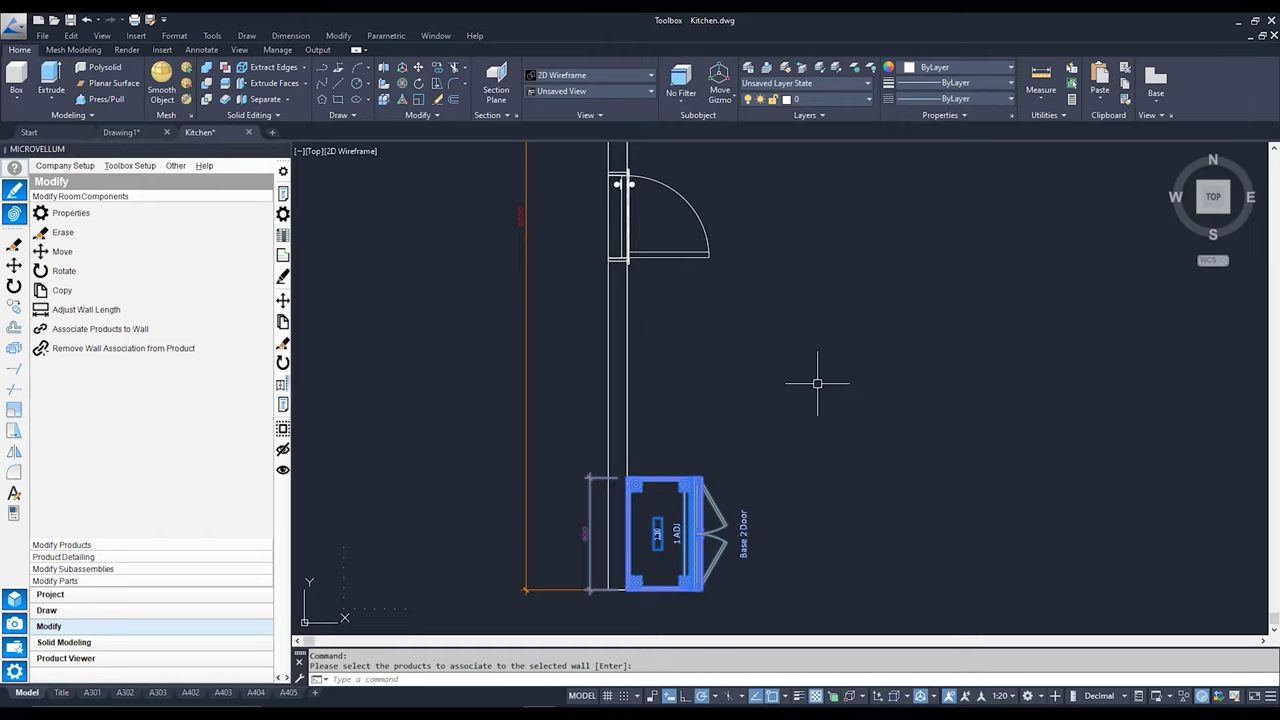 Toolbox Kitchen.dwg
File Edit View Insert Format Tools Draw Dimension Modify Parametric Window Help
Home Mesh Modeling Render Insert Annotate View Manage Output
Box
Extrude
Polysolid
Planar Surface
Press/Pull
Modeling
Smooth
Object
Mesh
Extract Edges
Extrude Faces
Separate
Solid Editing
Draw
Modify
Section
Plane
Section
2D Wireframe
Unsaved View
View
No Filter
Move
Gizmo
Subobject
Unsaved Layer State
0
Layers
ByLayer
ByLayer
ByLayer
Properties
Measure
Utilities
Paste
Clipboard
Base
View
Start Drawing1* Kitchen*
MICROVELLUM
Company Setup Toolbox Setup Other Help
Modify
Modify Room Components
Properties
Erase
Move
Rotate
Copy
Adjust Wall Length
Associate Products to Wall
Remove Wall Association from Product
Modify Products
Product Detailing
Modify Subassemblies
Modify Parts
Project
Draw
Modify
Solid Modeling
Product Viewer
[−][Top][2D Wireframe]
N
W TOP E
S
WCS
1 ADJ
Base 2 Door
Y
X
Command:
Please select the products to associate to the selected wall [Enter]:
Type a command
Model Title A301 A302 A303 A402 A403 A404 A405 +
MODEL 1:20 Decimal